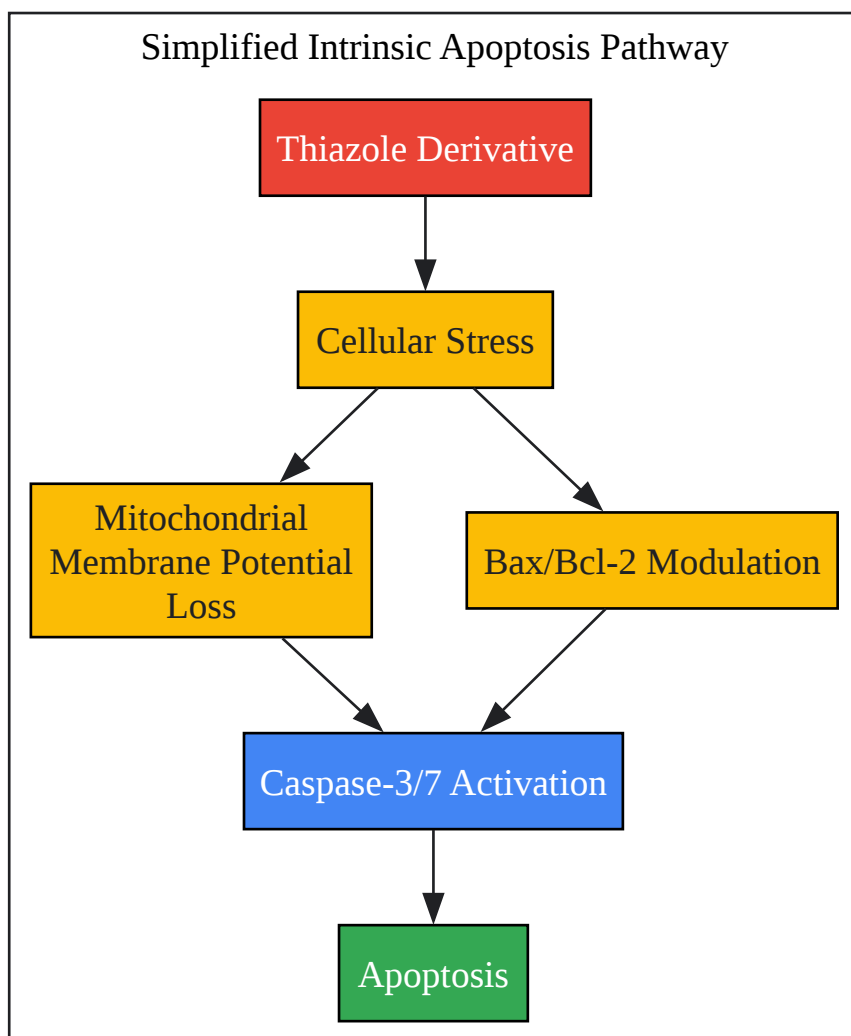 Simplified Intrinsic Apoptosis Pathway
Thiazole Derivative
Cellular Stress
Mitochondrial
Membrane Potential
Loss
Bax/Bcl-2 Modulation
Caspase-3/7 Activation
Apoptosis